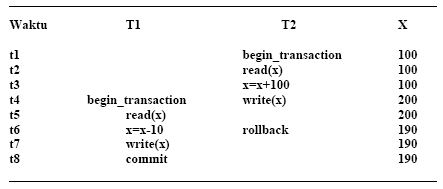 Waktu T1 T2 X
t1 begin_transaction 100
t2 read(x) 100
t3 x=x+100 100
t4 begin_transaction write(x) 200
t5 read(x) 200
t6 x=x-10 rollback 190
t7 write(x) 190
t8 commit 190